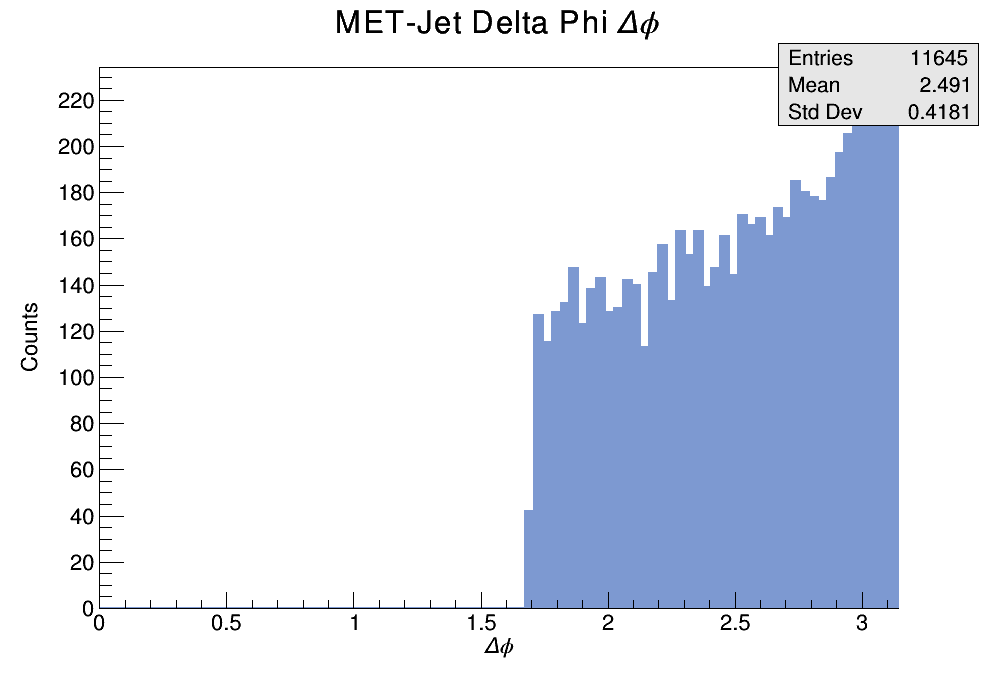 MET-Jet Delta Phi Δϕ
Entries 11645
Mean 2.491
Std Dev 0.4181
220
200
180
160
140
120
100
80
60
40
20
0
Counts
0 0.5 1 1.5 2 2.5 3
Δϕ